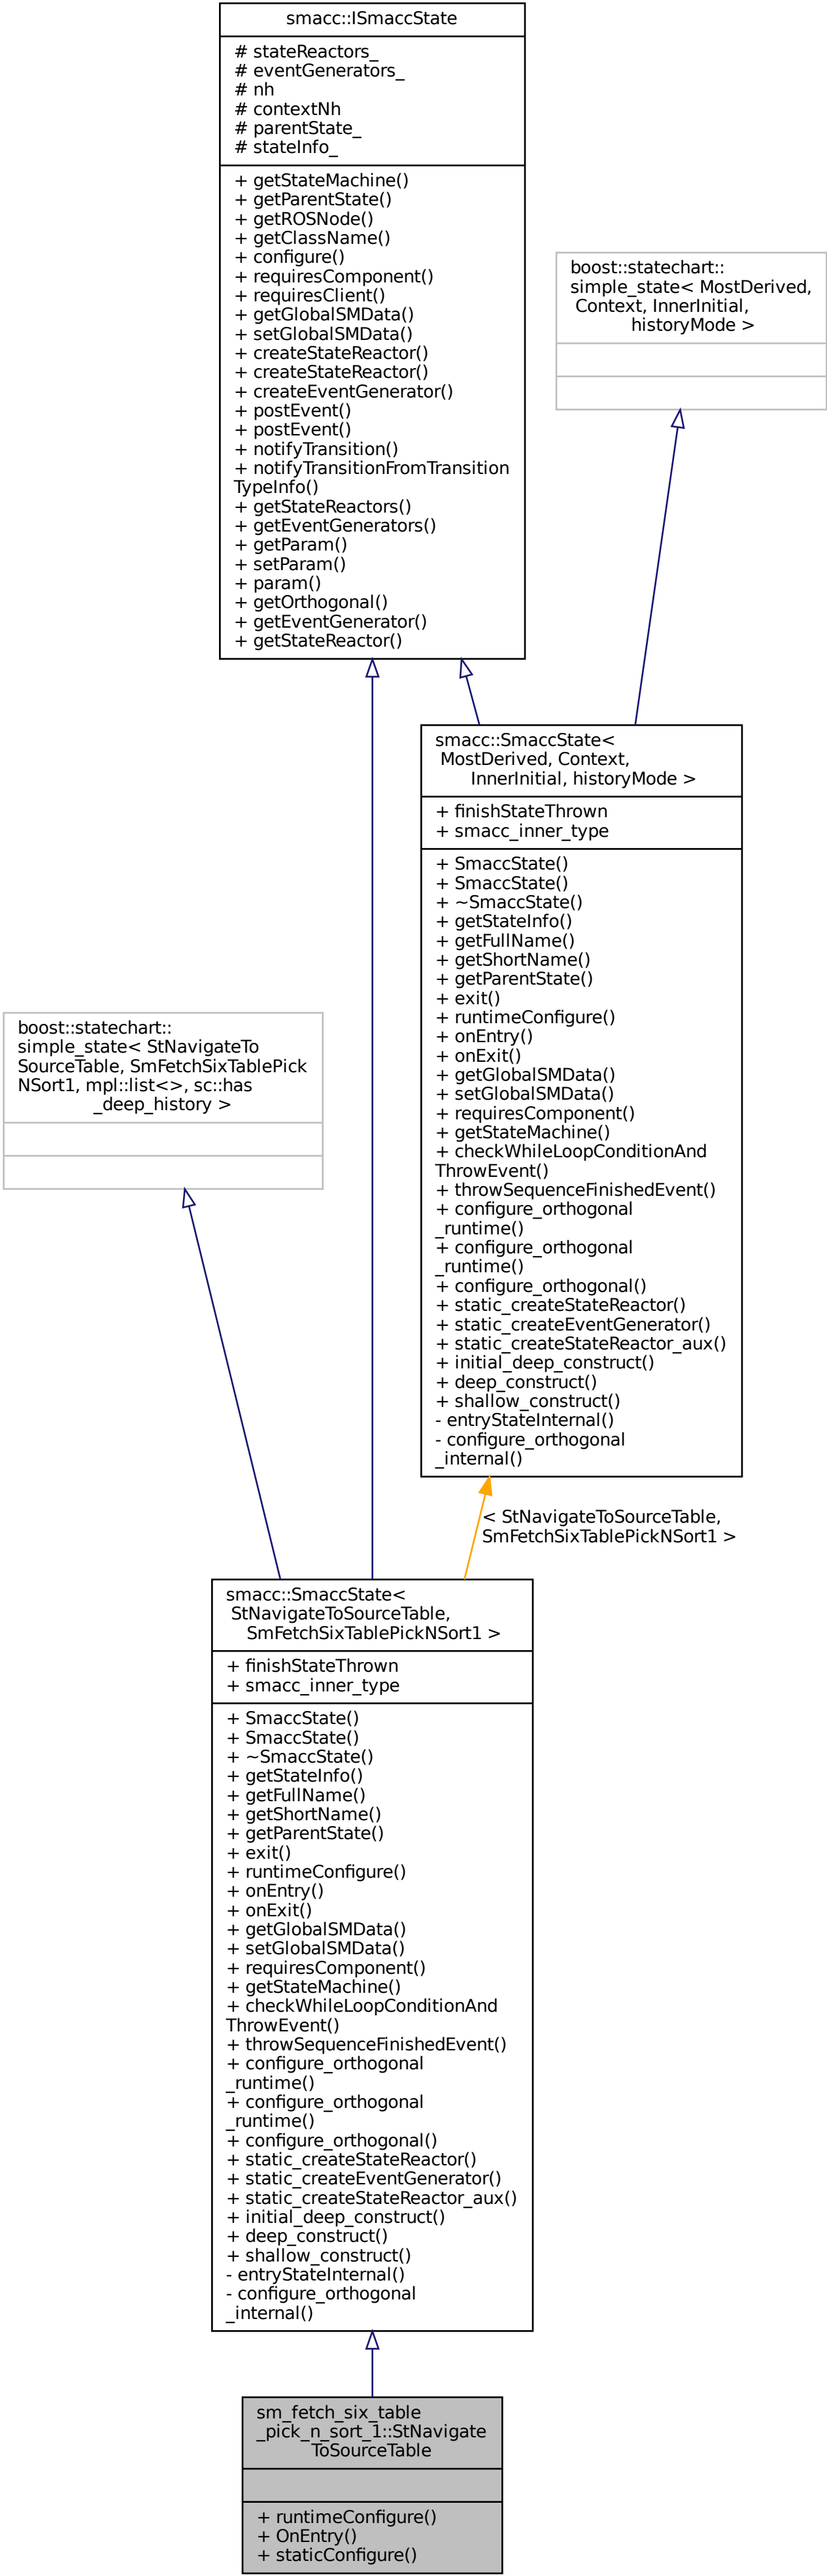 smacc::ISmaccState
# stateReactors_
# eventGenerators_
# nh
# contextNh
# parentState_
# stateInfo_
+ getStateMachine()
+ getParentState()
+ getROSNode()
+ getClassName()
+ configure()
+ requiresComponent()
+ requiresClient()
+ getGlobalSMData()
+ setGlobalSMData()
+ createStateReactor()
+ createStateReactor()
+ createEventGenerator()
+ postEvent()
+ postEvent()
+ notifyTransition()
+ notifyTransitionFromTransition
TypeInfo()
+ getStateReactors()
+ getEventGenerators()
+ getParam()
+ setParam()
+ param()
+ getOrthogonal()
+ getEventGenerator()
+ getStateReactor()
boost::statechart::
simple_state< MostDerived,
Context, InnerInitial,
historyMode >
smacc::SmaccState<
MostDerived, Context,
InnerInitial, historyMode >
+ finishStateThrown
+ smacc_inner_type
+ SmaccState()
+ SmaccState()
+ ~SmaccState()
+ getStateInfo()
+ getFullName()
+ getShortName()
+ getParentState()
+ exit()
+ runtimeConfigure()
+ onEntry()
+ onExit()
+ getGlobalSMData()
+ setGlobalSMData()
+ requiresComponent()
+ getStateMachine()
+ checkWhileLoopConditionAnd
ThrowEvent()
+ throwSequenceFinishedEvent()
+ configure_orthogonal
_runtime()
+ configure_orthogonal
_runtime()
+ configure_orthogonal()
+ static_createStateReactor()
+ static_createEventGenerator()
+ static_createStateReactor_aux()
+ initial_deep_construct()
+ deep_construct()
+ shallow_construct()
- entryStateInternal()
- configure_orthogonal
_internal()
boost::statechart::
simple_state< StNavigateTo
SourceTable, SmFetchSixTablePick
NSort1, mpl::list<>, sc::has
_deep_history >
< StNavigateToSourceTable,
SmFetchSixTablePickNSort1 >
smacc::SmaccState<
StNavigateToSourceTable,
SmFetchSixTablePickNSort1 >
+ finishStateThrown
+ smacc_inner_type
+ SmaccState()
+ SmaccState()
+ ~SmaccState()
+ getStateInfo()
+ getFullName()
+ getShortName()
+ getParentState()
+ exit()
+ runtimeConfigure()
+ onEntry()
+ onExit()
+ getGlobalSMData()
+ setGlobalSMData()
+ requiresComponent()
+ getStateMachine()
+ checkWhileLoopConditionAnd
ThrowEvent()
+ throwSequenceFinishedEvent()
+ configure_orthogonal
_runtime()
+ configure_orthogonal
_runtime()
+ configure_orthogonal()
+ static_createStateReactor()
+ static_createEventGenerator()
+ static_createStateReactor_aux()
+ initial_deep_construct()
+ deep_construct()
+ shallow_construct()
- entryStateInternal()
- configure_orthogonal
_internal()
sm_fetch_six_table
_pick_n_sort_1::StNavigate
ToSourceTable
+ runtimeConfigure()
+ OnEntry()
+ staticConfigure()